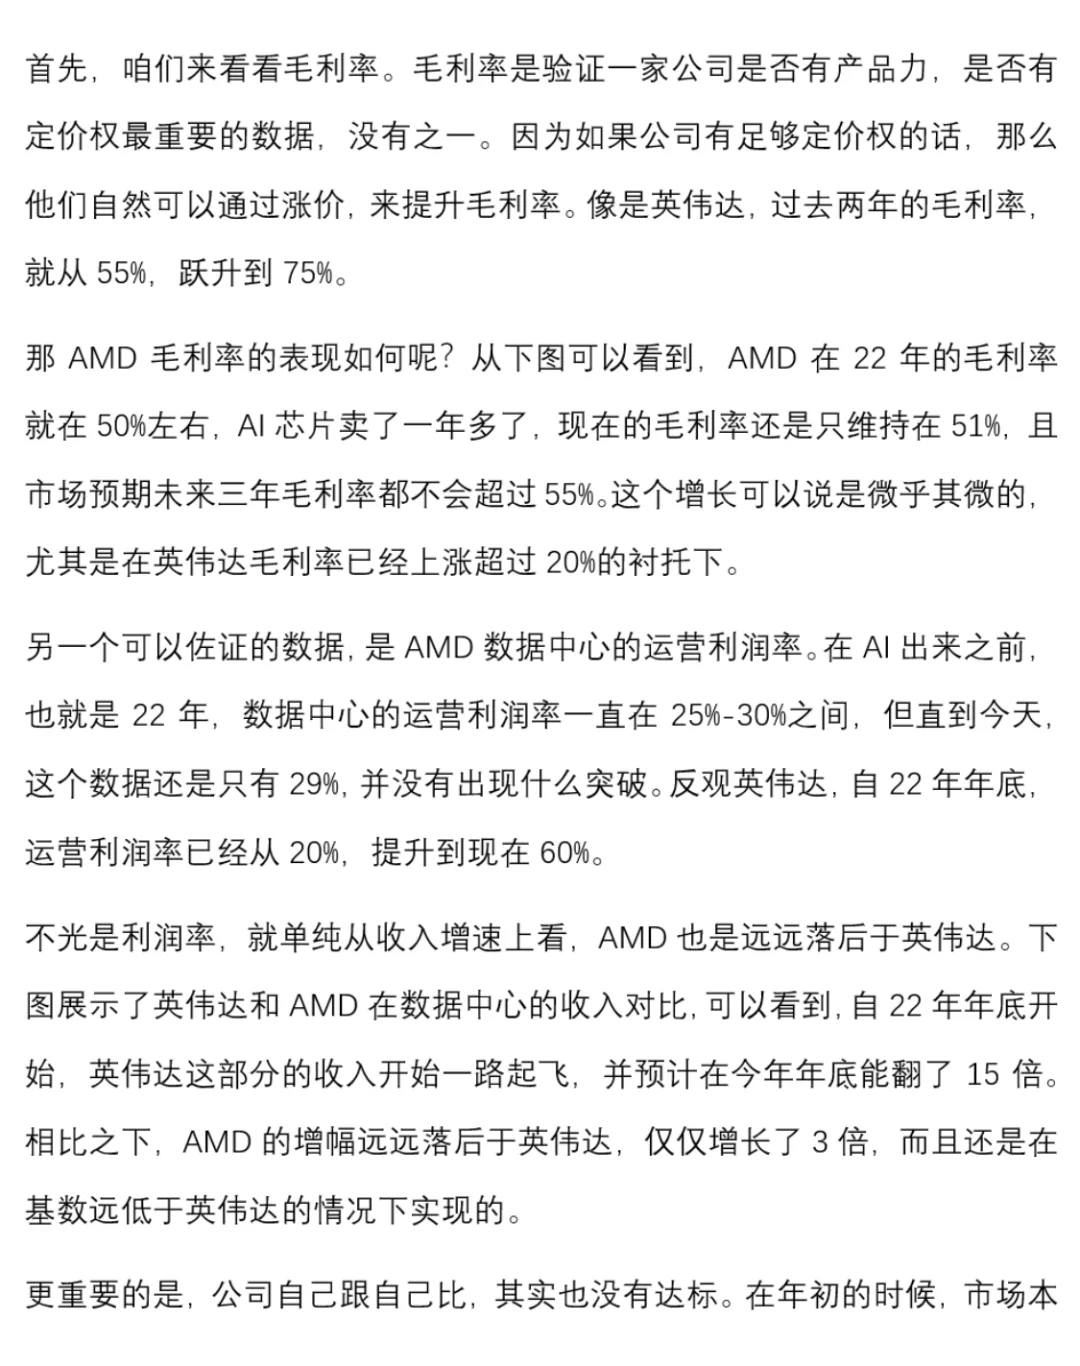 首先，咱们来看看毛利率。毛利率是验证一家公司是否有产品力，是否有
定价权最重要的数据，没有之一。因为如果公司有足够定价权的话，那么
他们自然可以通过涨价，来提升毛利率。像是英伟达，过去两年的毛利率，
就从 55%，跃升到 75%。
那 AMD 毛利率的表现如何呢？从下图可以看到，AMD 在 22 年的毛利率
就在 50%左右，AI 芯片卖了一年多了，现在的毛利率还是只维持在 51%，且
市场预期未来三年毛利率都不会超过 55%。这个增长可以说是微乎其微的，
尤其是在英伟达毛利率已经上涨超过 20%的衬托下。
另一个可以佐证的数据，是 AMD 数据中心的运营利润率。在 AI 出来之前，
也就是 22 年，数据中心的运营利润率一直在 25%-30%之间，但直到今天，
这个数据还是只有 29%，并没有出现什么突破。反观英伟达，自 22 年年底，
运营利润率已经从 20%，提升到现在 60%。
不光是利润率，就单纯从收入增速上看，AMD 也是远远落后于英伟达。下
图展示了英伟达和 AMD 在数据中心的收入对比，可以看到，自 22 年年底开
始，英伟达这部分的收入开始一路起飞，并预计在今年年底能翻了 15 倍。
相比之下，AMD 的增幅远远落后于英伟达，仅仅增长了 3 倍，而且还是在
基数远低于英伟达的情况下实现的。
更重要的是，公司自己跟自己比，其实也没有达标。在年初的时候，市场本